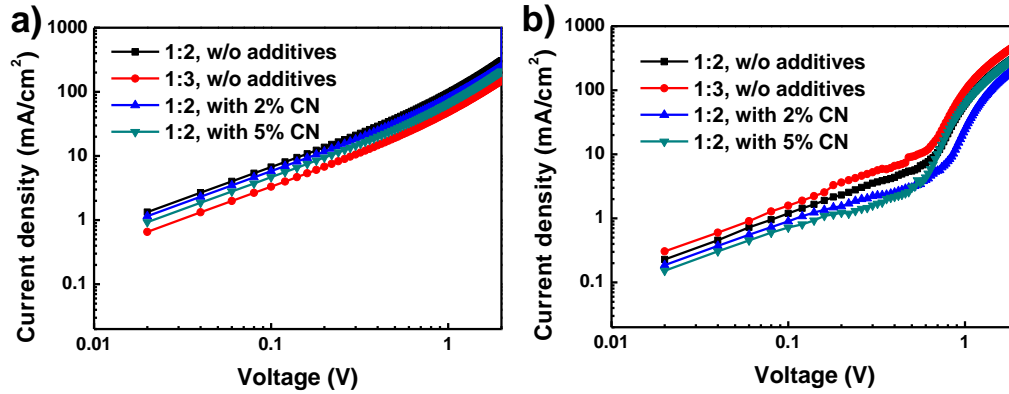 a)
Current density (mA/cm²)
1000
100
10
1
0.1
1:2, w/o additives
1:3, w/o additives
1:2, with 2% CN
1:2, with 5% CN
0.01
0.1
1
Voltage (V)
b)
Current density (mA/cm²)
1000
100
10
1
0.1
1:2, w/o additives
1:3, w/o additives
1:2, with 2% CN
1:2, with 5% CN
0.01
0.1
1
Voltage (V)